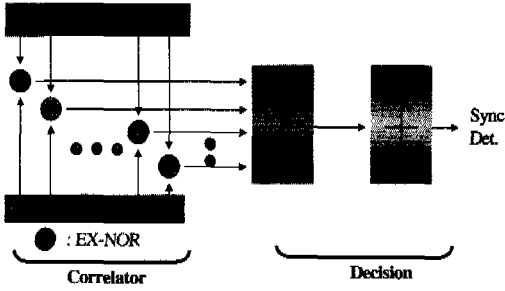 Sync
Det.
: EX-NOR
Correlator
Decision